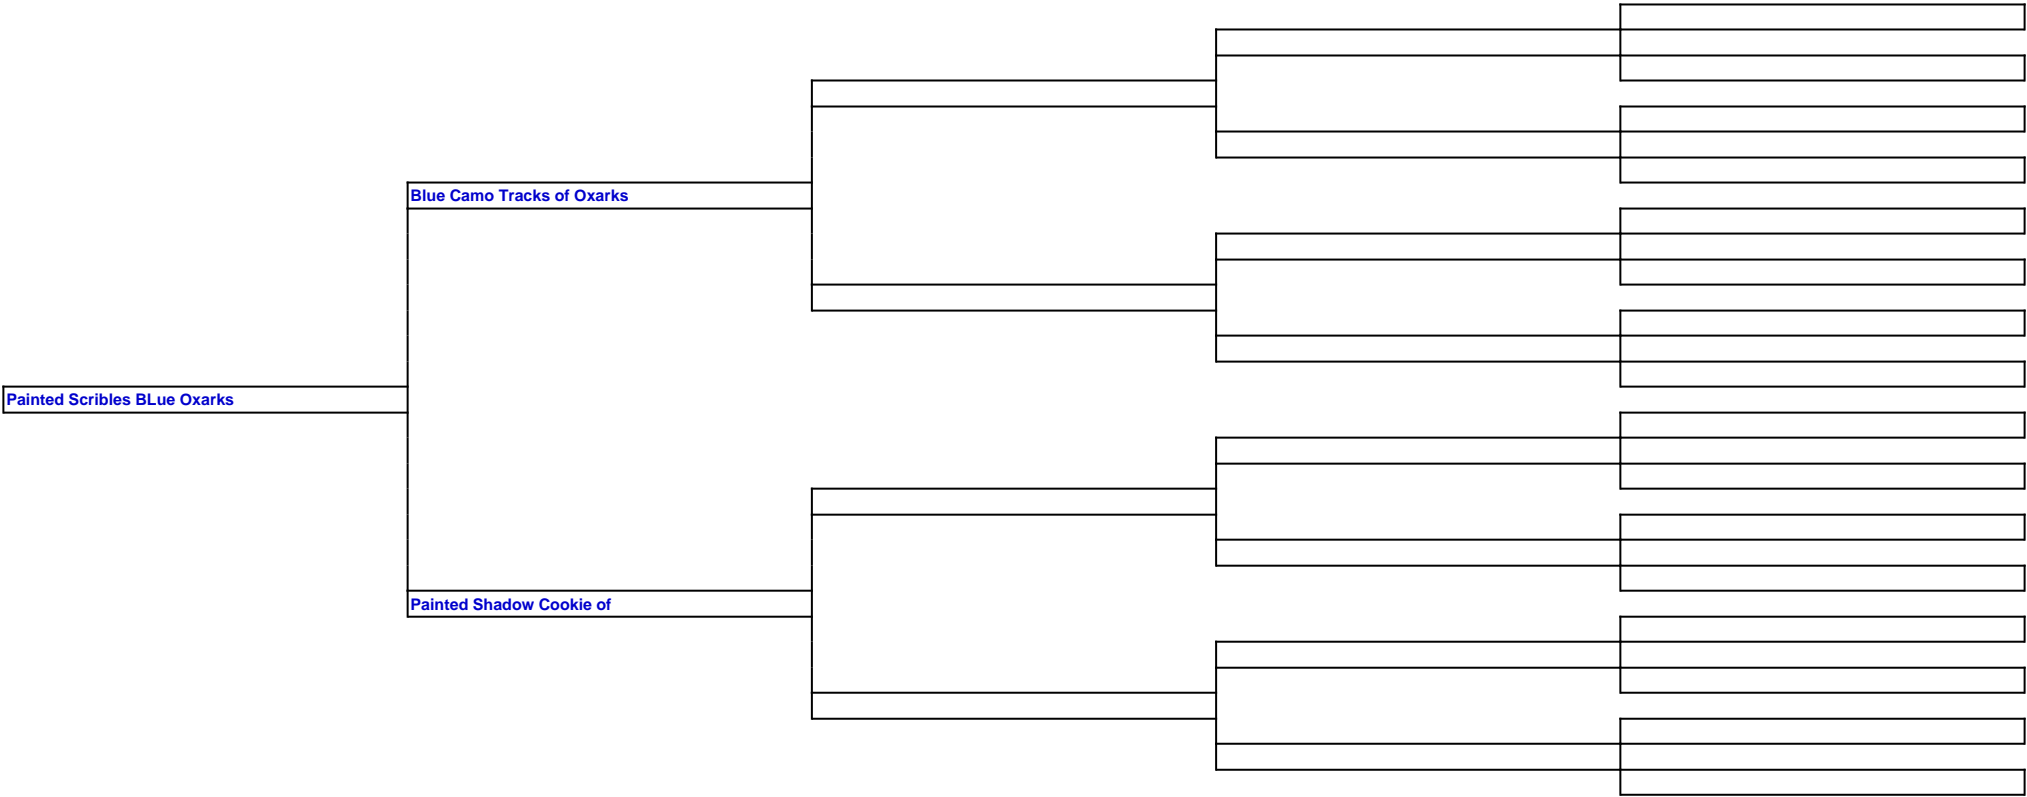 Blue Camo Tracks of Oxarks
Painted Scribles BLue Oxarks
Painted Shadow Cookie of